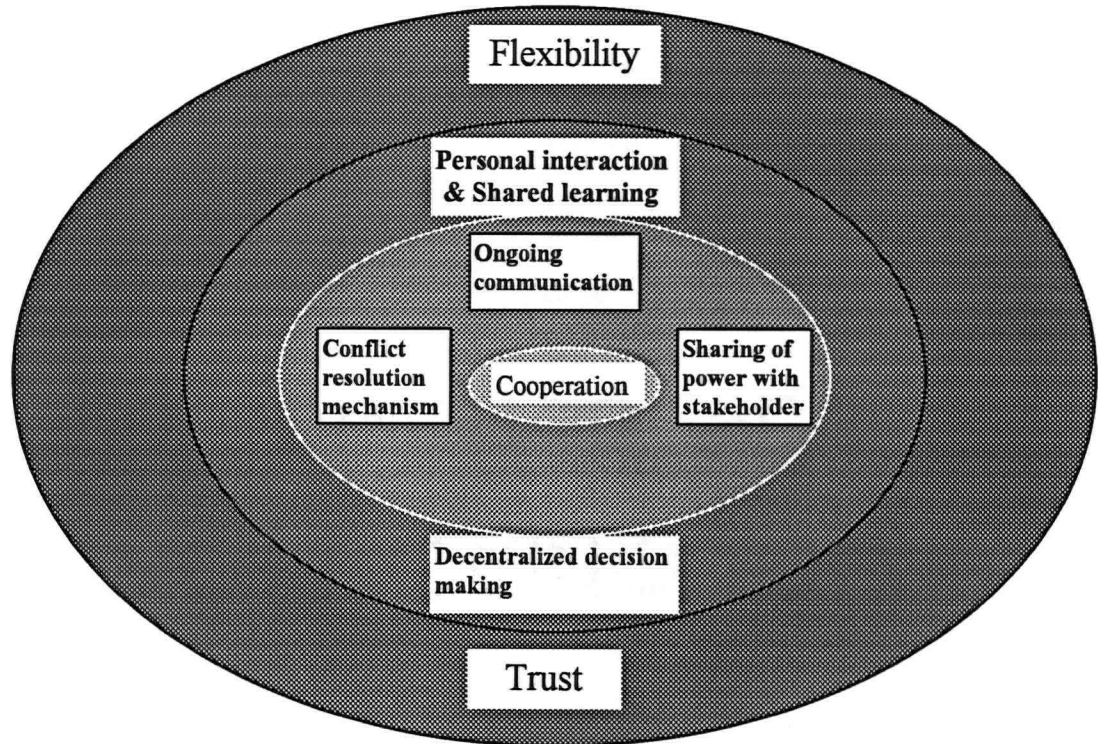 Flexibility
Personal interaction
& Shared learning
Ongoing
communication
Conflict
resolution
mechanism
Cooperation
Sharing of
power with
stakeholder
Decentralized decision
making
Trust